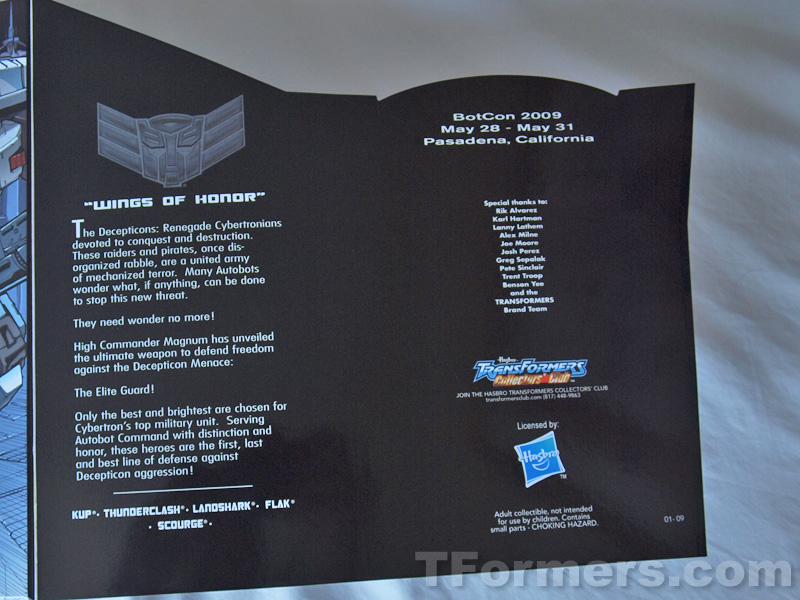 "WINGS OF HONOR"
The Decepticons: Renegade Cybertronians
devoted to conquest and destruction.
These raiders and pirates, once dis-
organized rabble, are a united army
of mechanized terror. Many Autobots
wonder what, if anything, can be done
to stop this new threat.
They need wonder no more!
High Commander Magnum has unveiled
the ultimate weapon to defend freedom
against the Decepticon Menace:
The Elite Guard!
Only the best and brightest are chosen for
Cybertron's top military unit. Serving
Autobot Command with distinction and
honor, these heroes are the first, last
and best line of defense against
Decepticon aggression!
KUP®· THUNDERCLASH® LANDSHARK®· FLAK®
· SCOURGE®·
BotCon 2009
May 28 - May 31
Pasadena, California
Special thanks to:
Rik Alvarez
Karl Hartman
Lanny Lathem
Alex Milne
Joe Moore
Josh Perez
Greg Sepelak
Pete Sinclair
Trent Troop
Benson Yee
and the
TRANSFORMERS
Brand Team
Hasbro
TRANSFORMERS
Collectors' Club™
JOIN THE HASBRO TRANSFORMERS COLLECTORS' CLUB
transformersclub.com (817) 448-9863
Licensed by:
Hasbro
TM
Adult collectible, not intended
for use by children. Contains
small parts - CHOKING HAZARD.
01-09
TFormers.com